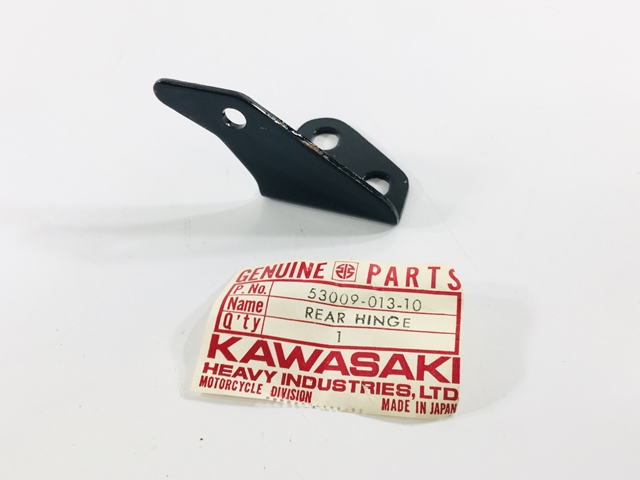 GENUINE PARTS
P. No. 53009-013-10
Name REAR HINGE
Q'ty 1
KAWASAKI
HEAVY INDUSTRIES, LTD
MOTORCYCLE DIVISION MADE IN JAPAN